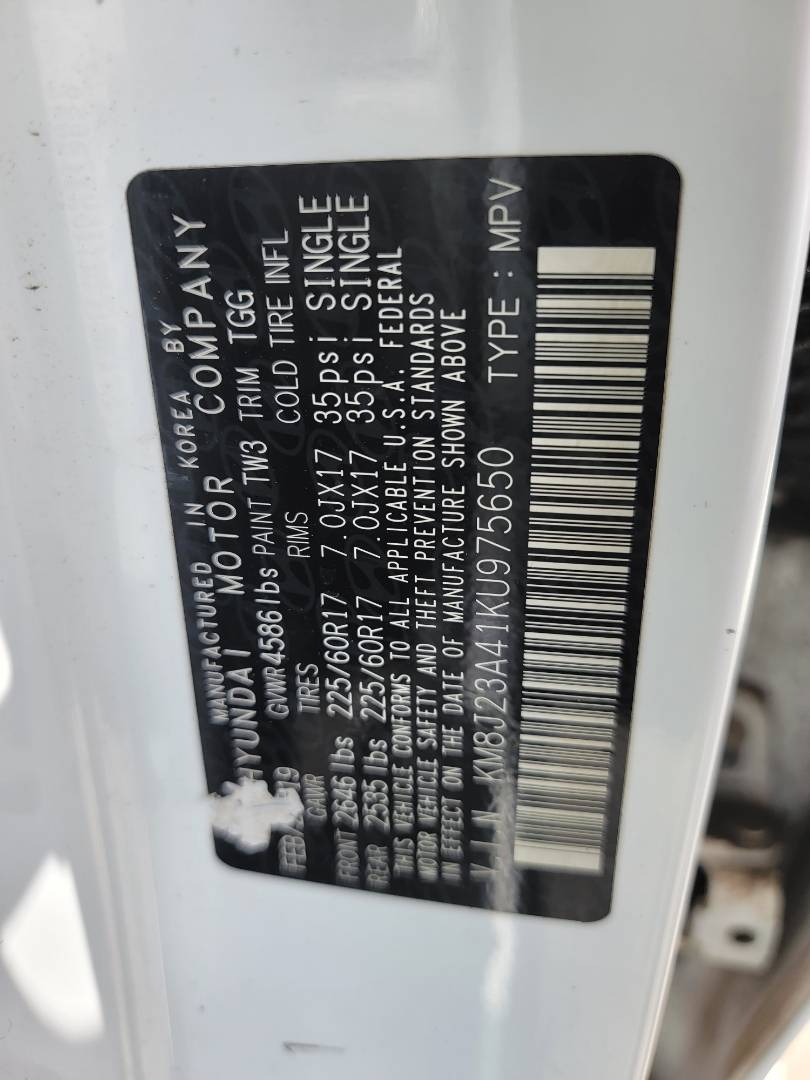 MANUFACTURED IN KOREA BY
HYUNDAI MOTOR COMPANY
FEB/ 19 GVWR4586lbs PAINT TW3 TRIM TGG
GAWR TIRES RIMS COLD TIRE INFL
FRONT 2646 lbs 225/60R17 7.0JX17 35psi SINGLE
REAR 2535 lbs 225/60R17 7.0JX17 35psi SINGLE
THIS VEHICLE CONFORMS TO ALL APPLICABLE U.S.A. FEDERAL
MOTOR VEHICLE SAFETY AND THEFT PREVENTION STANDARDS
IN EFFECT ON THE DATE OF MANUFACTURE SHOWN ABOVE
V.I.N. KM8J23A41KU975650 TYPE : MPV